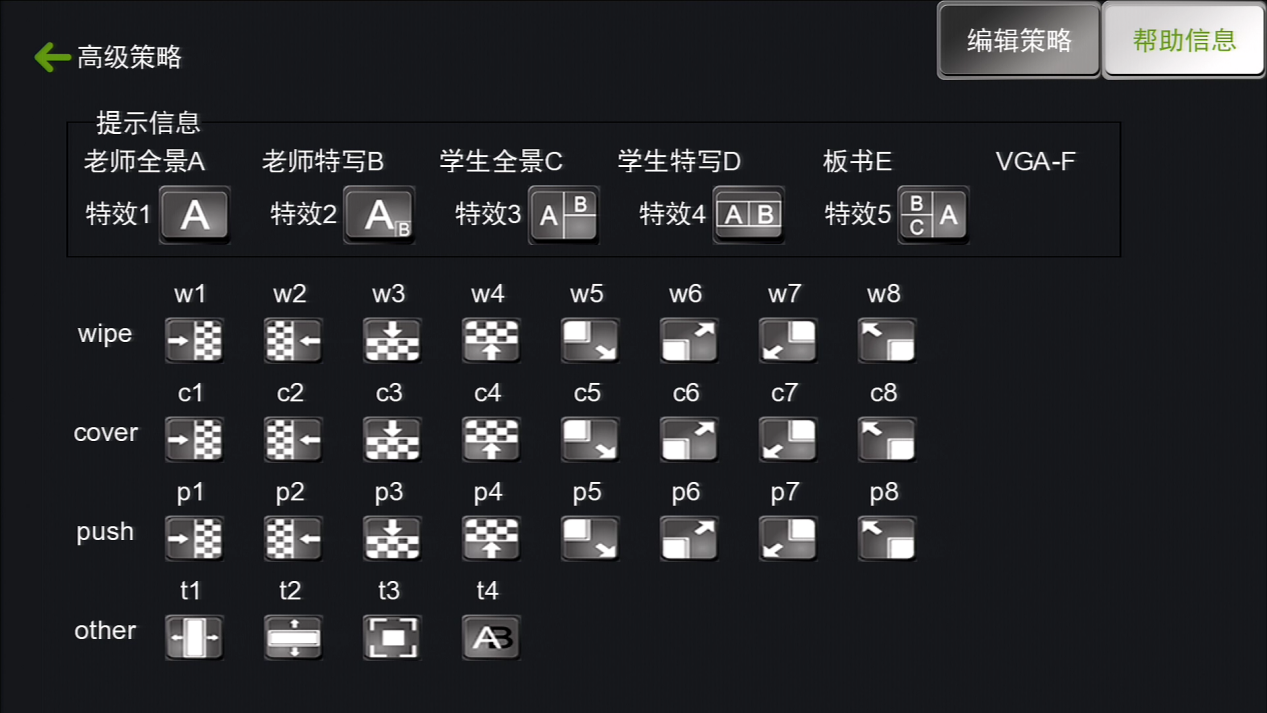 高级策略
编辑策略
帮助信息
提示信息
老师全景A 老师特写B 学生全景C 学生特写D 板书E VGA-F
特效1 A 特效2 A B 特效3 A B 特效4 A B 特效5 B C A
w1 w2 w3 w4 w5 w6 w7 w8
wipe
c1 c2 c3 c4 c5 c6 c7 c8
cover
p1 p2 p3 p4 p5 p6 p7 p8
push
t1 t2 t3 t4
other AB